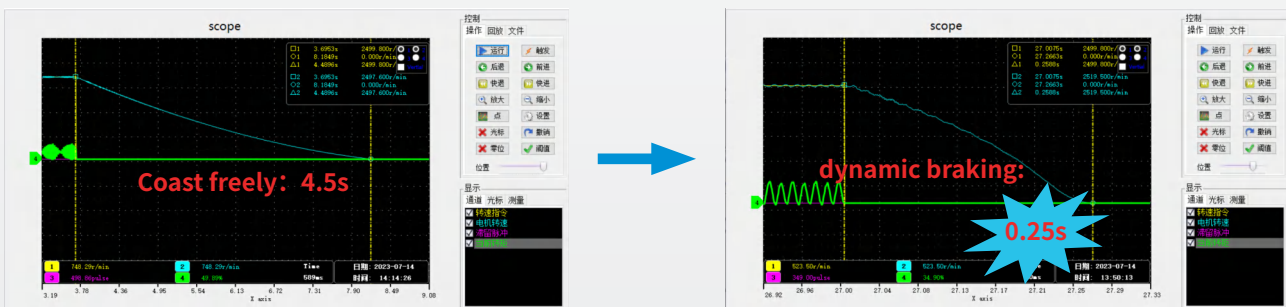 scope
□1 3.6953s 2499.800r/
○1 8.1849s 0.000r/min
△1 4.4896s 2499.800r/
□2 3.6953s 2497.600r/min
○2 8.1849s 0.000r/min
△2 4.4896s 2497.600r/min
4
Coast freely：4.5s
1 748.29r/min 2 748.29r/min Time 日期: 2023-07-14
3 498.86pulse 4 49.89% 589ms 时间: 14:14:26
3.19 3.78 4.36 4.95 5.54 6.13 6.72 7.31 7.90 8.49 9.08
X axis
控制
操作 回放 文件
运行 触发
后退 前进
快退 快进
放大 缩小
点 设置
光标 撤销
零位 阈值
位置
显示
通道 光标 测量
转速指令
电机转速
滞留脉冲
scope
□1 27.0075s 2499.800r/
○1 27.2663s 0.000r/min
△1 0.2588s 2499.800r/
□2 27.0075s 2519.500r/min
○2 27.2663s 0.000r/min
△2 0.2588s 2519.500r/min
4
dynamic braking:
0.25s
1 523.50r/min 2 523.50r/min Time 日期: 2023-07-14
3 349.00pulse 4 34.90% 时间: 13:50:13
26.92 26.96 27.00 27.04 27.08 27.13 27.17 27.21 27.25 27.29 27.33
X axis
控制
操作 回放 文件
运行 触发
后退 前进
快退 快进
放大 缩小
点 设置
光标 撤销
零位 阈值
位置
显示
通道 光标 测量
转速指令
电机转速
滞留脉冲